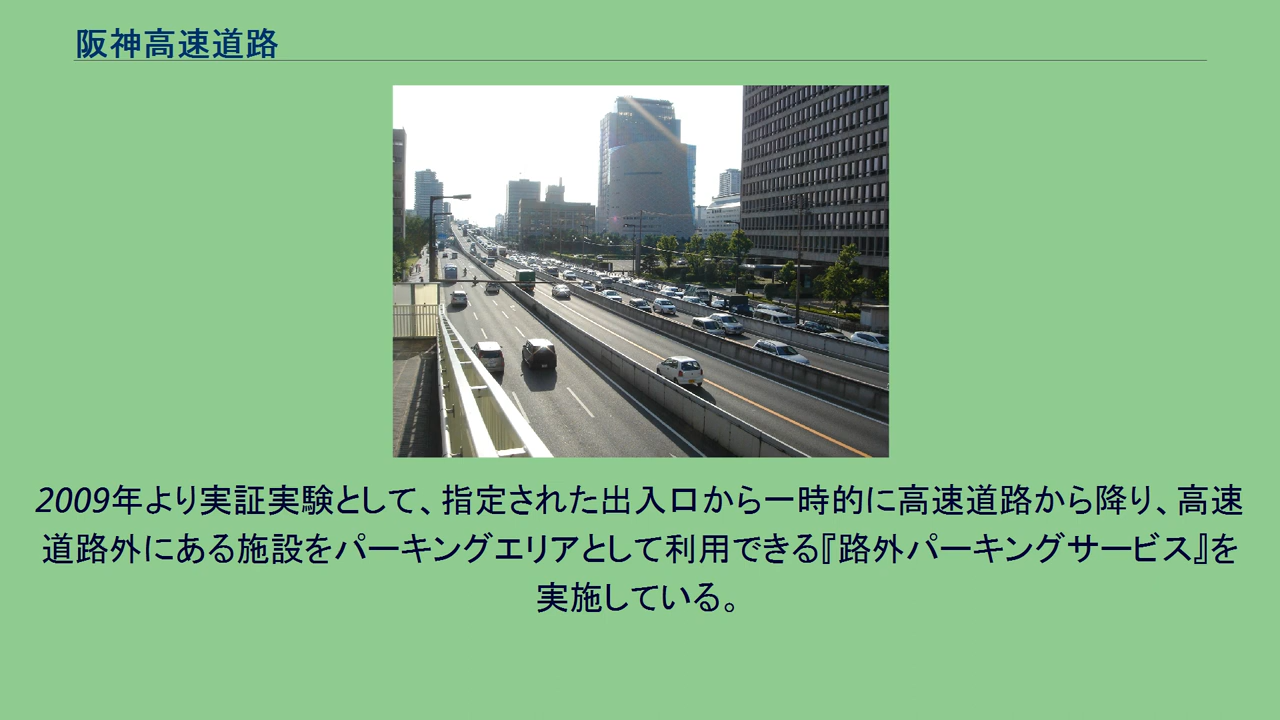 阪神高速道路
2009年より実証実験として、指定された出入口から一時的に高速道路から降り、高速
道路外にある施設をパーキングエリアとして利用できる『路外パーキングサービス』を
実施している。